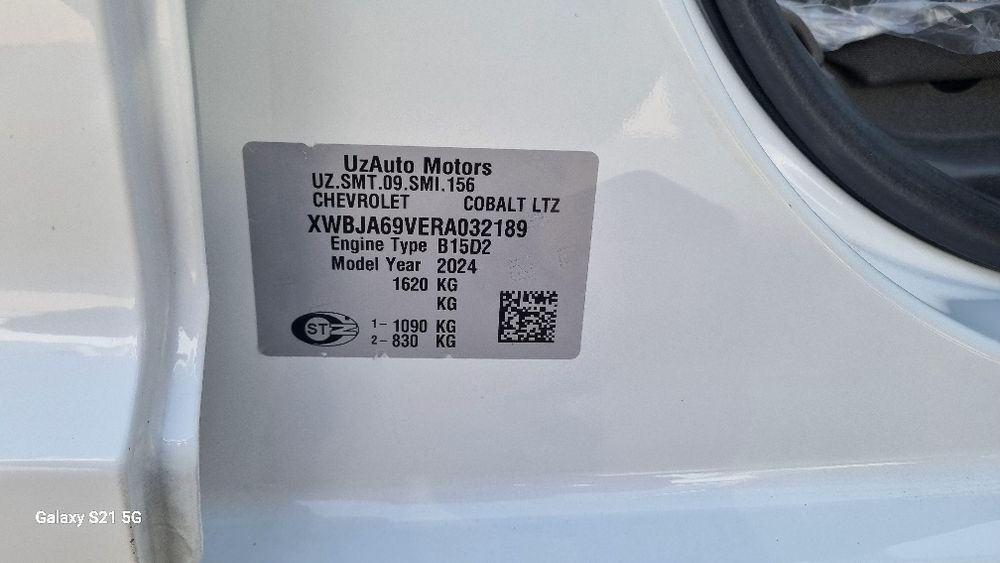 UzAuto Motors
UZ.SMT.09.SMI.156
CHEVROLET COBALT LTZ
XWBJA69VERA032189
Engine Type B15D2
Model Year 2024
1620 KG
KG
1- 1090 KG
2- 830 KG
ST
Galaxy S21 5G